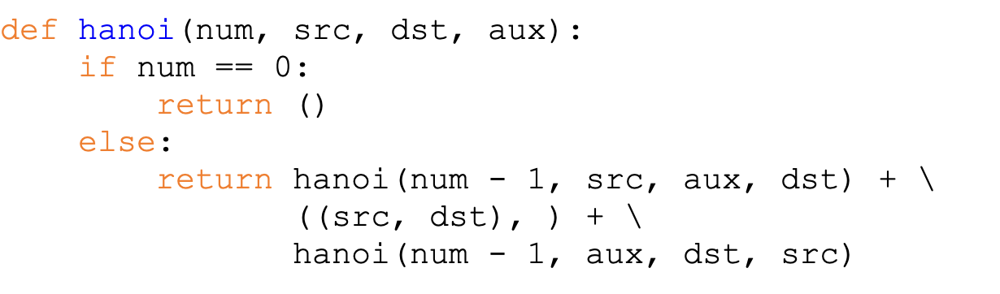 def hanoi(num, src, dst, aux):
    if num == 0:
        return ()
    else:
        return hanoi(num - 1, src, aux, dst) + \
               ((src, dst), ) + \
               hanoi(num - 1, aux, dst, src)